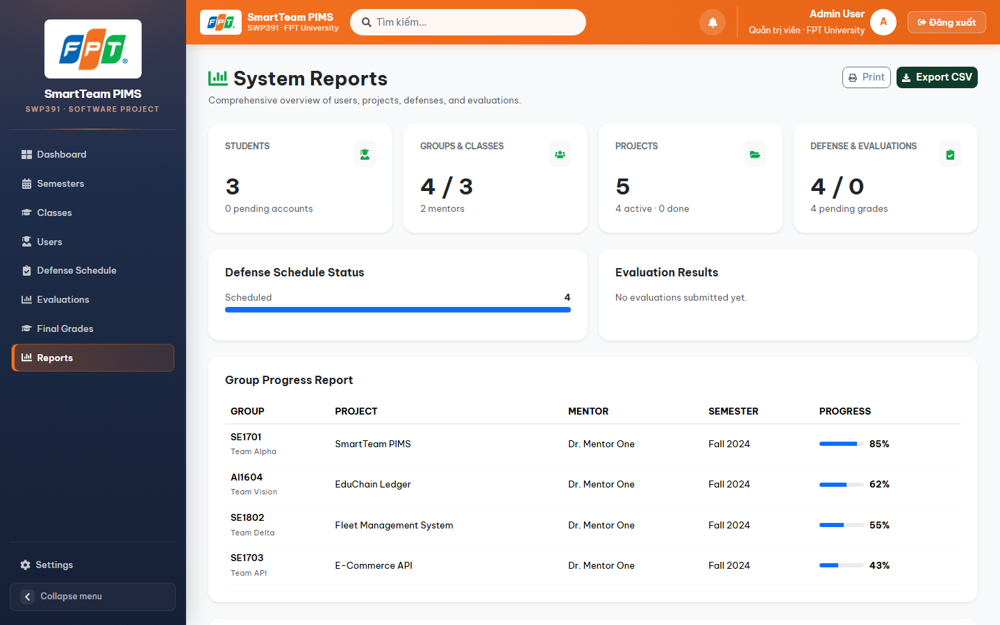 FPT®
SmartTeam PIMS
SWP391 · SOFTWARE PROJECT
Dashboard
Semesters
Classes
Users
Defense Schedule
Evaluations
Final Grades
Reports
Settings
Collapse menu
FPT
SmartTeam PIMS
SWP391 · FPT University
Tìm kiếm...
Admin User
Quản trị viên · FPT University
A
Đăng xuất
System Reports
Comprehensive overview of users, projects, defenses, and evaluations.
Print
Export CSV
STUDENTS
3
0 pending accounts
GROUPS & CLASSES
4 / 3
2 mentors
PROJECTS
5
4 active · 0 done
DEFENSE & EVALUATIONS
4 / 0
4 pending grades
Defense Schedule Status
Scheduled 4
Evaluation Results
No evaluations submitted yet.
Group Progress Report
GROUP PROJECT MENTOR SEMESTER PROGRESS
SE1701
Team Alpha
SmartTeam PIMS Dr. Mentor One Fall 2024 85%
AI1604
Team Vision
EduChain Ledger Dr. Mentor One Fall 2024 62%
SE1802
Team Delta
Fleet Management System Dr. Mentor One Fall 2024 55%
SE1703
Team API
E-Commerce API Dr. Mentor One Fall 2024 43%